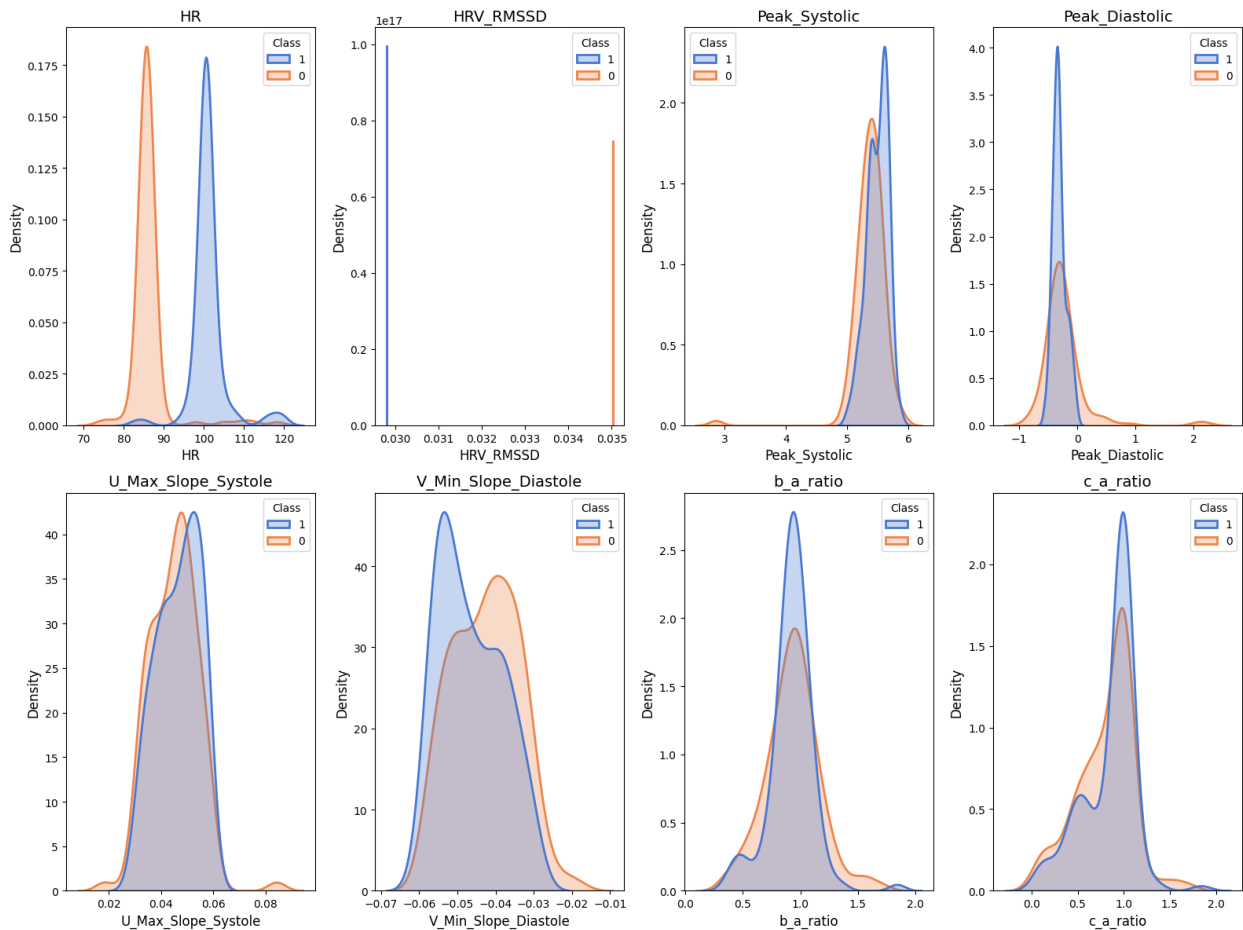 HR
Density
0.175
0.150
0.125
0.100
0.075
0.050
0.025
0.000
70 80 90 100 110 120
HR
Class
1
0
HRV_RMSSD
1e17
Density
1.0
0.8
0.6
0.4
0.2
0.0
0.030 0.031 0.032 0.033 0.034 0.035
HRV_RMSSD
Class
1
0
Peak_Systolic
Density
2.0
1.5
1.0
0.5
0.0
3 4 5 6
Peak_Systolic
Class
1
0
Peak_Diastolic
Density
4.0
3.5
3.0
2.5
2.0
1.5
1.0
0.5
0.0
−1 0 1 2
Peak_Diastolic
Class
1
0
U_Max_Slope_Systole
Density
40
35
30
25
20
15
10
5
0
0.02 0.04 0.06 0.08
U_Max_Slope_Systole
Class
1
0
V_Min_Slope_Diastole
Density
40
30
20
10
0
−0.07 −0.06 −0.05 −0.04 −0.03 −0.02 −0.01
V_Min_Slope_Diastole
Class
1
0
b_a_ratio
Density
2.5
2.0
1.5
1.0
0.5
0.0
0.0 0.5 1.0 1.5 2.0
b_a_ratio
Class
1
0
c_a_ratio
Density
2.0
1.5
1.0
0.5
0.0
0.0 0.5 1.0 1.5 2.0
c_a_ratio
Class
1
0